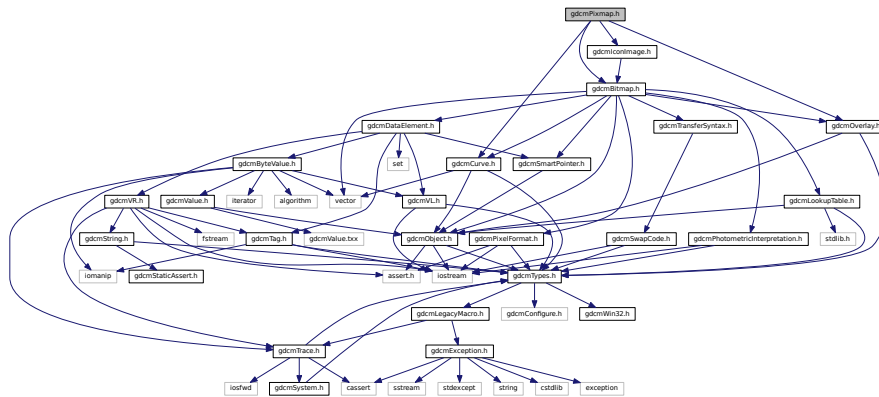 gdcmPixmap.h
gdcmIconImage.h
gdcmBitmap.h
gdcmDataElement.h
gdcmTransferSyntax.h
gdcmOverlay.h
gdcmByteValue.h
set
gdcmCurve.h
gdcmSmartPointer.h
gdcmVR.h
gdcmValue.h
iterator
algorithm
vector
gdcmVL.h
gdcmLookupTable.h
gdcmString.h
fstream
gdcmTag.h
gdcmValue.txx
gdcmObject.h
gdcmPixelFormat.h
gdcmSwapCode.h
gdcmPhotometricInterpretation.h
stdlib.h
iomanip
gdcmStaticAssert.h
assert.h
iostream
gdcmTypes.h
gdcmLegacyMacro.h
gdcmConfigure.h
gdcmWin32.h
gdcmTrace.h
gdcmException.h
iosfwd
gdcmSystem.h
cassert
sstream
stdexcept
string
cstdlib
exception